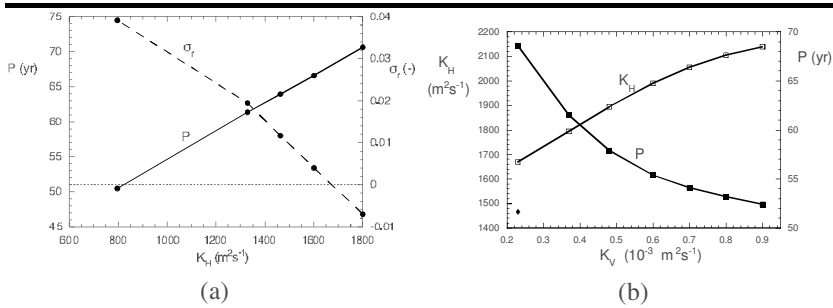 75
70
65
60
55
50
45
P (yr)
σr
P
0.04
0.03
0.02
0.01
0
-0.01
σr (-)
600 800 1000 1200 1400 1600 1800
KH (m²s⁻¹)
(a)
2200
2100
2000
1900
1800
1700
1600
1500
1400
KH
(m²s⁻¹)
KH
P
70
65
60
55
50
P (yr)
0.2 0.3 0.4 0.5 0.6 0.7 0.8 0.9 1
KV (10⁻³ m²s⁻¹)
(b)